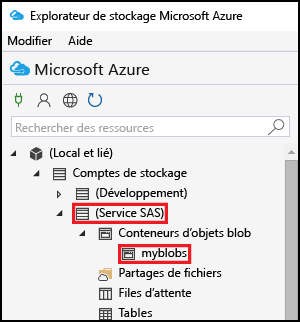 Explorateur de stockage Microsoft Azure
Modifier Aide
Microsoft Azure
Rechercher des ressources
(Local et lié)
Comptes de stockage
(Développement)
(Service SAS)
Conteneurs d'objets blob
myblobs
Partages de fichiers
Files d'attente
Tables